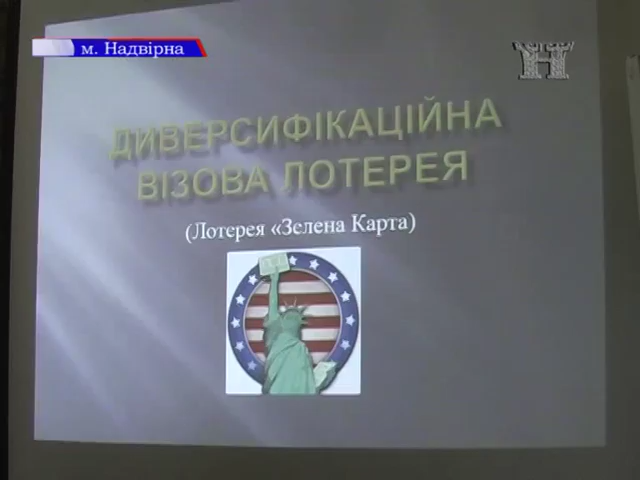 м. Надвірна
Н
ДИВЕРСИФІКАЦІЙНА
ВІЗОВА ЛОТЕРЕЯ
(Лотерея «Зелена Карта)